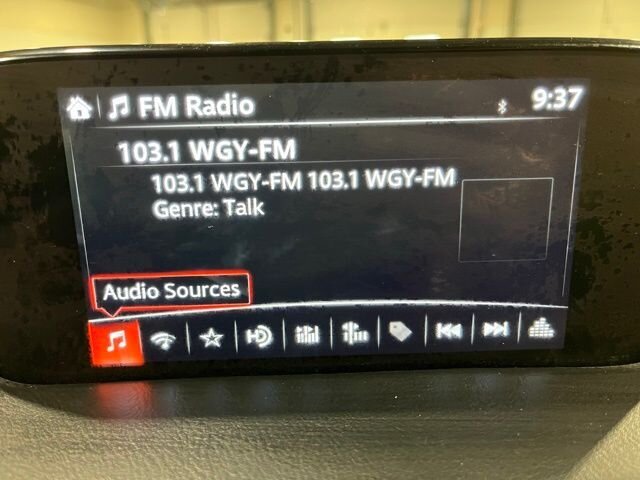 FM Radio 9:37
103.1 WGY-FM
103.1 WGY-FM 103.1 WGY-FM
Genre: Talk
Audio Sources
HD